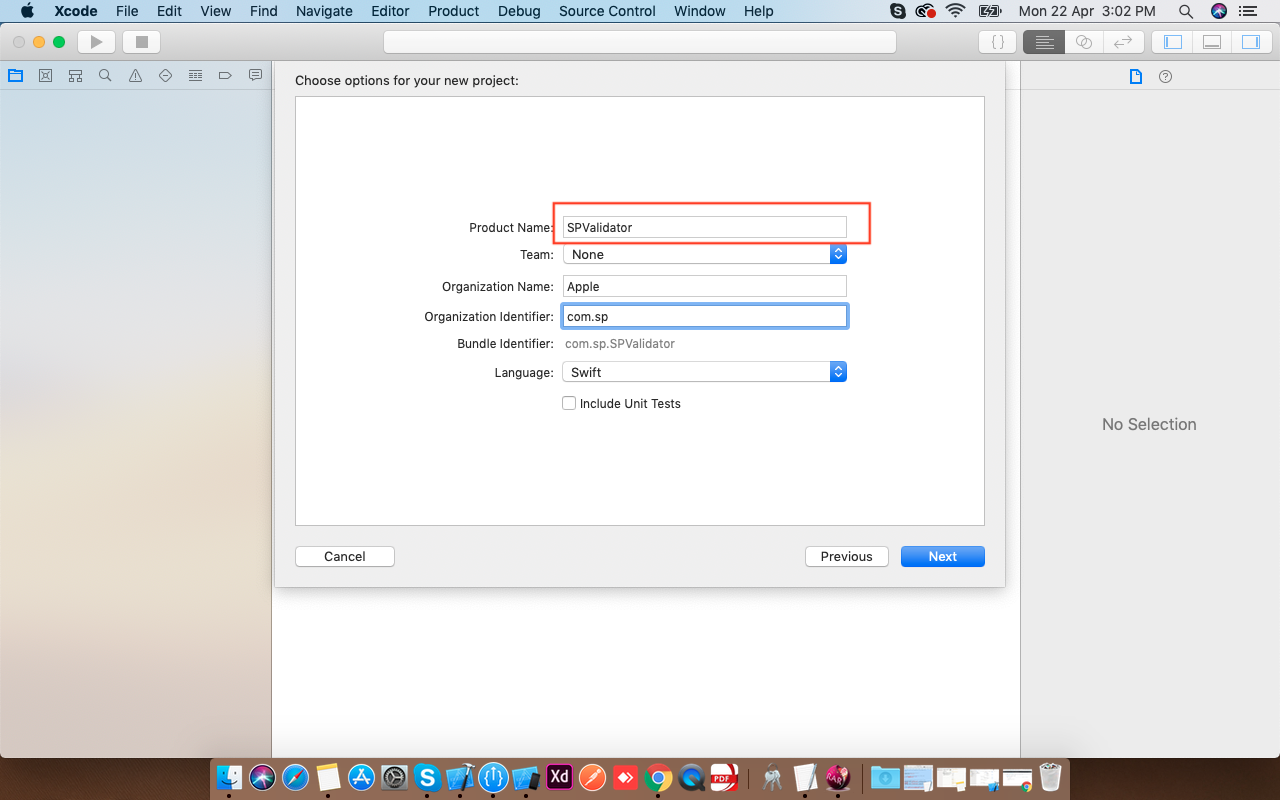 Xcode File Edit View Find Navigate Editor Product Debug Source Control Window Help Mon 22 Apr 3:02 PM
Choose options for your new project:
Product Name: SPValidator
Team: None
Organization Name: Apple
Organization Identifier: com.sp
Bundle Identifier: com.sp.SPValidator
Language: Swift
Include Unit Tests
No Selection
Cancel Previous Next
Xd PDF